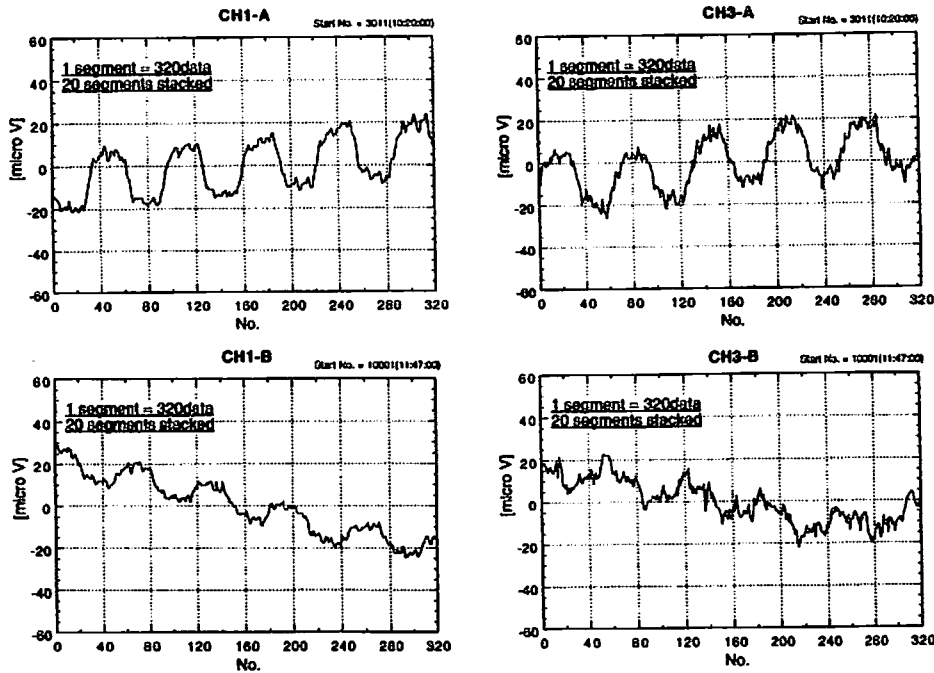 CH1-A
Start No. = 3011(10:20:00)
60
40
20
0
-20
-40
-60
[micro V]
1 segment = 320data
20 segments stacked
0 40 80 120 160 200 240 280 320
No.
CH3-A
Start No. = 3011(10:20:00)
60
40
20
0
-20
-40
-60
[micro V]
1 segment = 320data
20 segments stacked
0 40 80 120 160 200 240 280 320
No.
CH1-B
Start No. = 10001(11:47:00)
60
40
20
0
-20
-40
-60
[micro V]
1 segment = 320data
20 segments stacked
0 40 80 120 160 200 240 280 320
No.
CH3-B
Start No. = 10001(11:47:00)
60
40
20
0
-20
-40
-60
[micro V]
1 segment = 320data
20 segments stacked
0 40 80 120 160 200 240 280 320
No.